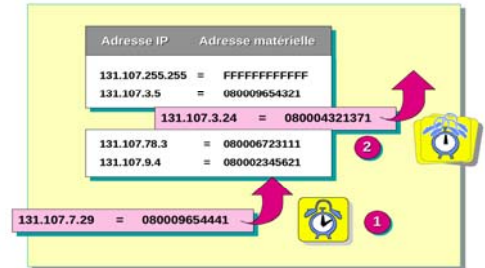 Adresse IP Adresse matérielle
131.107.255.255 = FFFFFFFFFFFF
131.107.3.5 = 080009654321
131.107.3.24 = 080004321371
131.107.78.3 = 080006723111
2
131.107.9.4 = 080002345621
131.107.7.29 = 080009654441
1